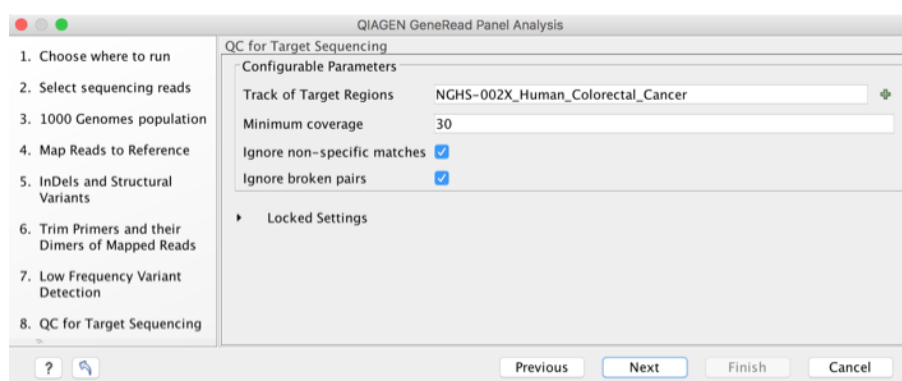 QIAGEN GeneRead Panel Analysis
1. Choose where to run
2. Select sequencing reads
3. 1000 Genomes population
4. Map Reads to Reference
5. InDels and Structural
Variants
6. Trim Primers and their
Dimers of Mapped Reads
7. Low Frequency Variant
Detection
8. QC for Target Sequencing
QC for Target Sequencing
Configurable Parameters
Track of Target Regions NGHS-002X_Human_Colorectal_Cancer
Minimum coverage 30
Ignore non-specific matches
Ignore broken pairs
Locked Settings
? Previous Next Finish Cancel